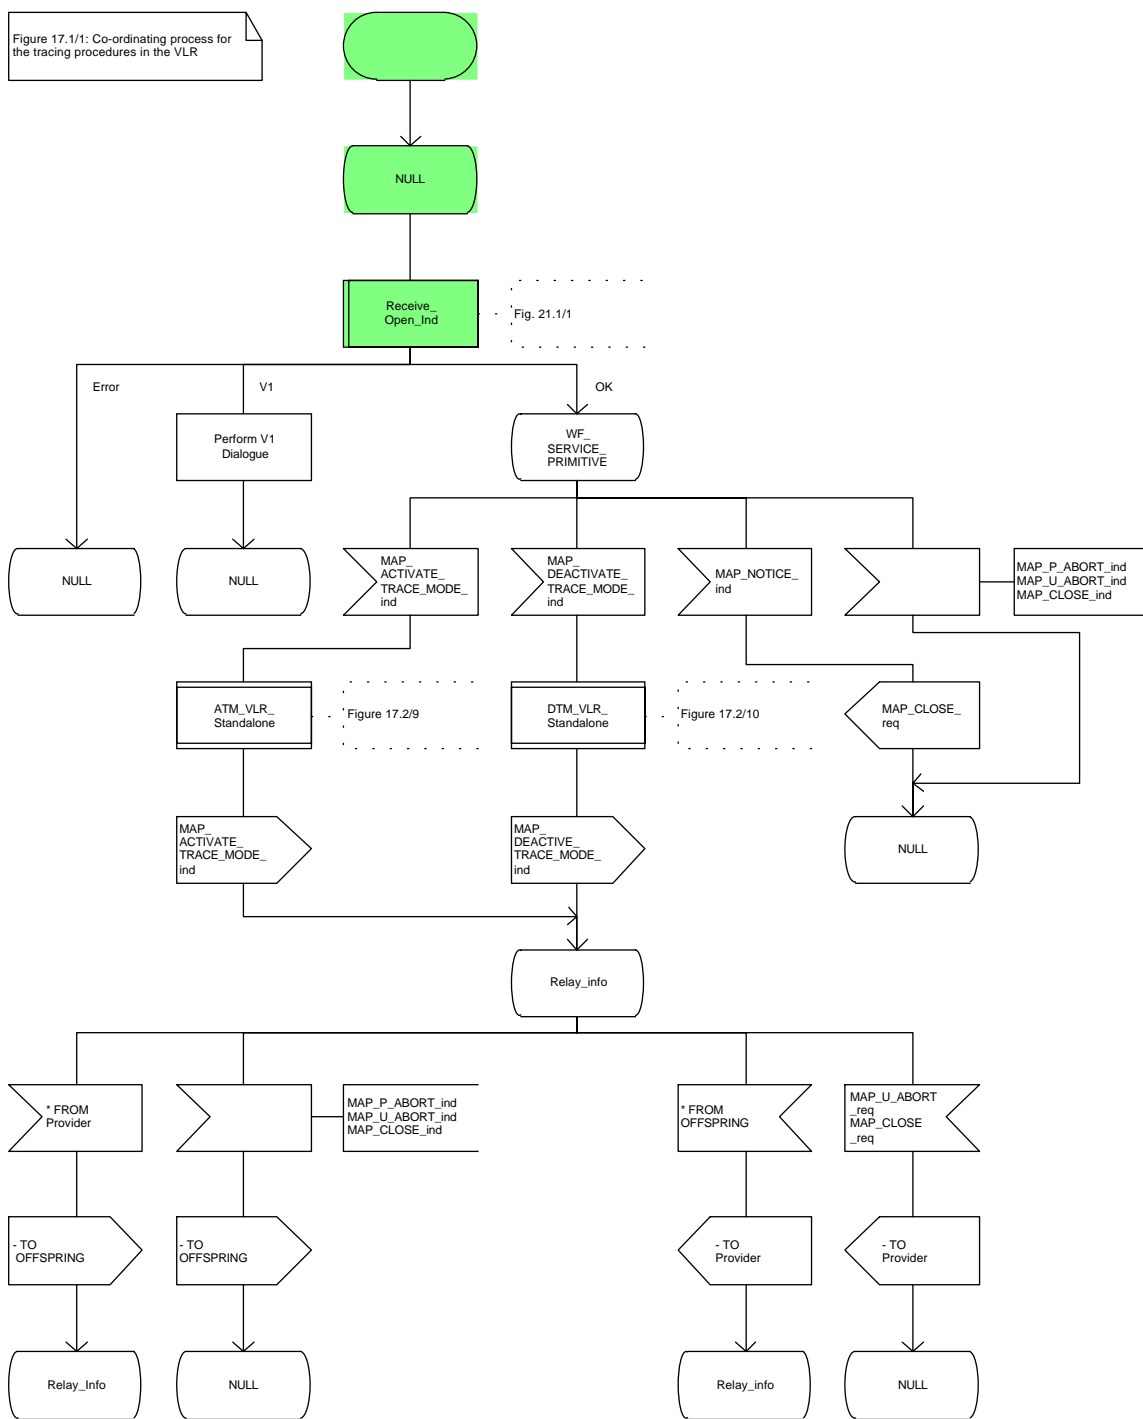 Figure 17.1/1: Co-ordinating process for
the tracing procedures in the VLR
NULL
Receive_
Open_Ind
Fig. 21.1/1
Error
V1
OK
Perform V1
Dialogue
WF_
SERVICE_
PRIMITIVE
NULL
NULL
MAP_
ACTIVATE_
TRACE_MODE_
ind
MAP_
DEACTIVATE_
TRACE_MODE_
ind
MAP_NOTICE_
ind
MAP_P_ABORT_ind
MAP_U_ABORT_ind
MAP_CLOSE_ind
ATM_VLR_
Standalone
Figure 17.2/9
DTM_VLR_
Standalone
Figure 17.2/10
MAP_CLOSE_
req
MAP_
ACTIVATE_
TRACE_MODE_
ind
MAP_
DEACTIVE_
TRACE_MODE_
ind
NULL
Relay_info
* FROM
Provider
MAP_P_ABORT_ind
MAP_U_ABORT_ind
MAP_CLOSE_ind
* FROM
OFFSPRING
MAP_U_ABORT
_req
MAP_CLOSE
_req
- TO
OFFSPRING
- TO
OFFSPRING
- TO
Provider
- TO
Provider
Relay_Info
NULL
Relay_info
NULL